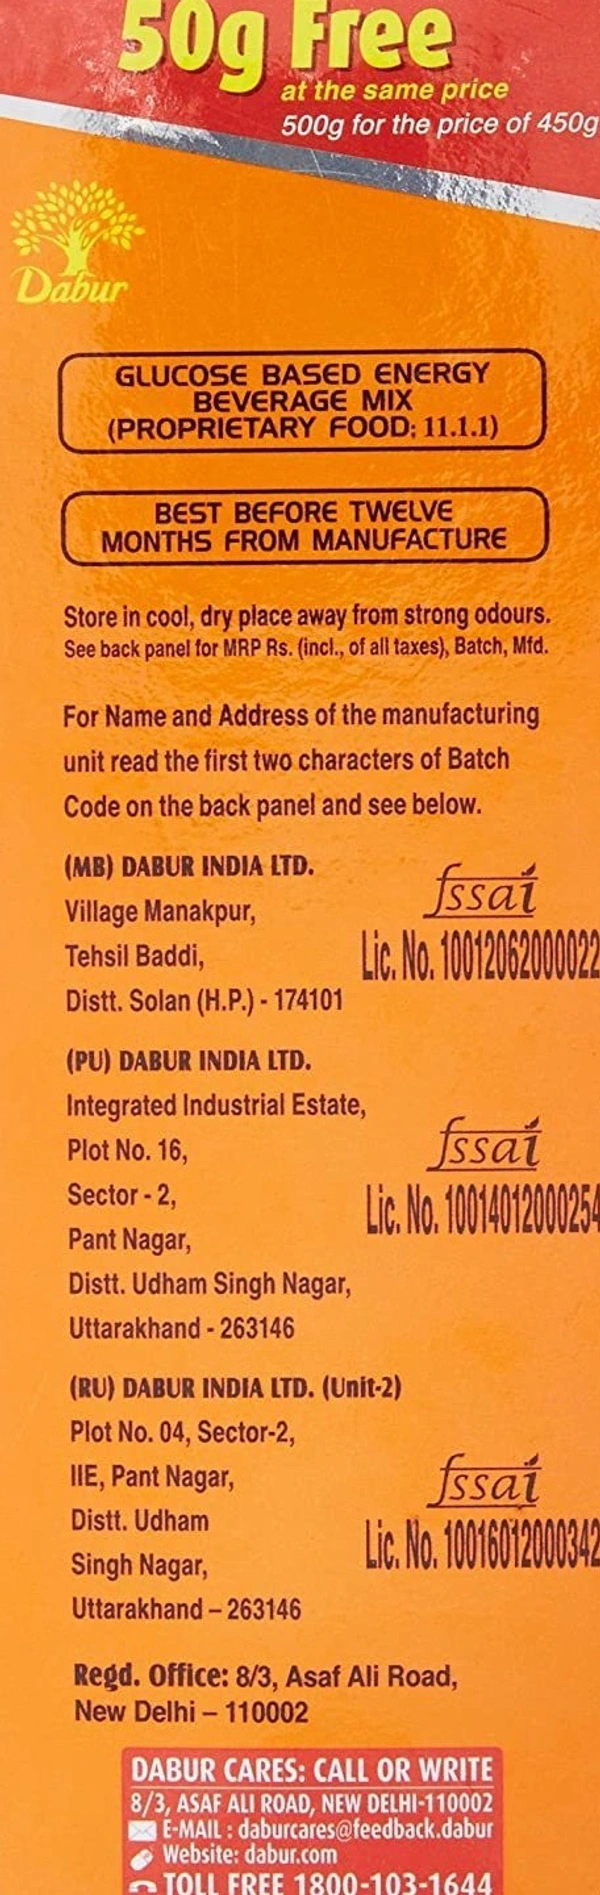 50g Free
at the same price
500g for the price of 450g
Dabur
GLUCOSE BASED ENERGY
BEVERAGE MIX
(PROPRIETARY FOOD: 11.1.1)
BEST BEFORE TWELVE
MONTHS FROM MANUFACTURE
Store in cool, dry place away from strong odours.
See back panel for MRP Rs. (incl., of all taxes), Batch, Mfd.
For Name and Address of the manufacturing
unit read the first two characters of Batch
Code on the back panel and see below.
(MB) DABUR INDIA LTD.
Village Manakpur,
Tehsil Baddi,
Distt. Solan (H.P.) - 174101
fssai
Lic. No. 10012062000022
(PU) DABUR INDIA LTD.
Integrated Industrial Estate,
Plot No. 16,
Sector - 2,
Pant Nagar,
Distt. Udham Singh Nagar,
Uttarakhand - 263146
fssai
Lic. No. 10014012000254
(RU) DABUR INDIA LTD. (Unit-2)
Plot No. 04, Sector-2,
IIE, Pant Nagar,
Distt. Udham
Singh Nagar,
Uttarakhand – 263146
fssai
Lic. No. 10016012000342
Regd. Office: 8/3, Asaf Ali Road,
New Delhi – 110002
DABUR CARES: CALL OR WRITE
8/3, ASAF ALI ROAD, NEW DELHI-110002
E-MAIL : daburcares@feedback.dabur
Website: dabur.com
TOLL FREE 1800-103-1644